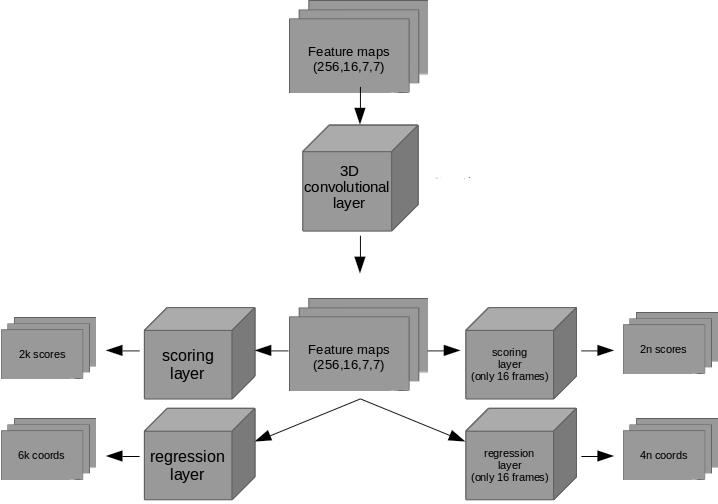 Feature maps
(256,16,7,7)
3D
convolutional
layer
2k scores
scoring
layer
Feature maps
(256,16,7,7)
scoring
layer
(only 16 frames)
2n scores
6k coords
regression
layer
regression
layer
(only 16 frames)
4n coords